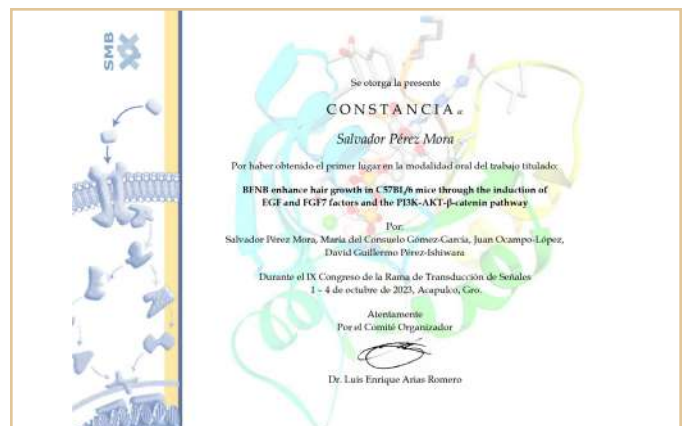 SMB
Se otorga la presente
CONSTANCIA a:
Salvador Pérez Mora
Por haber obtenido el primer lugar en la modalidad oral del trabajo titulado:
BFNB enhance hair growth in C57BL/6 mice through the induction of
EGF and FGF7 factors and the PI3K-AKT-β-catenin pathway
Por:
Salvador Pérez Mora, María del Consuelo Gómez-García, Juan Ocampo-López,
David Guillermo Pérez-Ishiwara
Durante el IX Congreso de la Rama de Transducción de Señales
1 – 4 de octubre de 2023, Acapulco, Gro.
Atentamente
Por el Comité Organizador
Dr. Luis Enrique Arias Romero